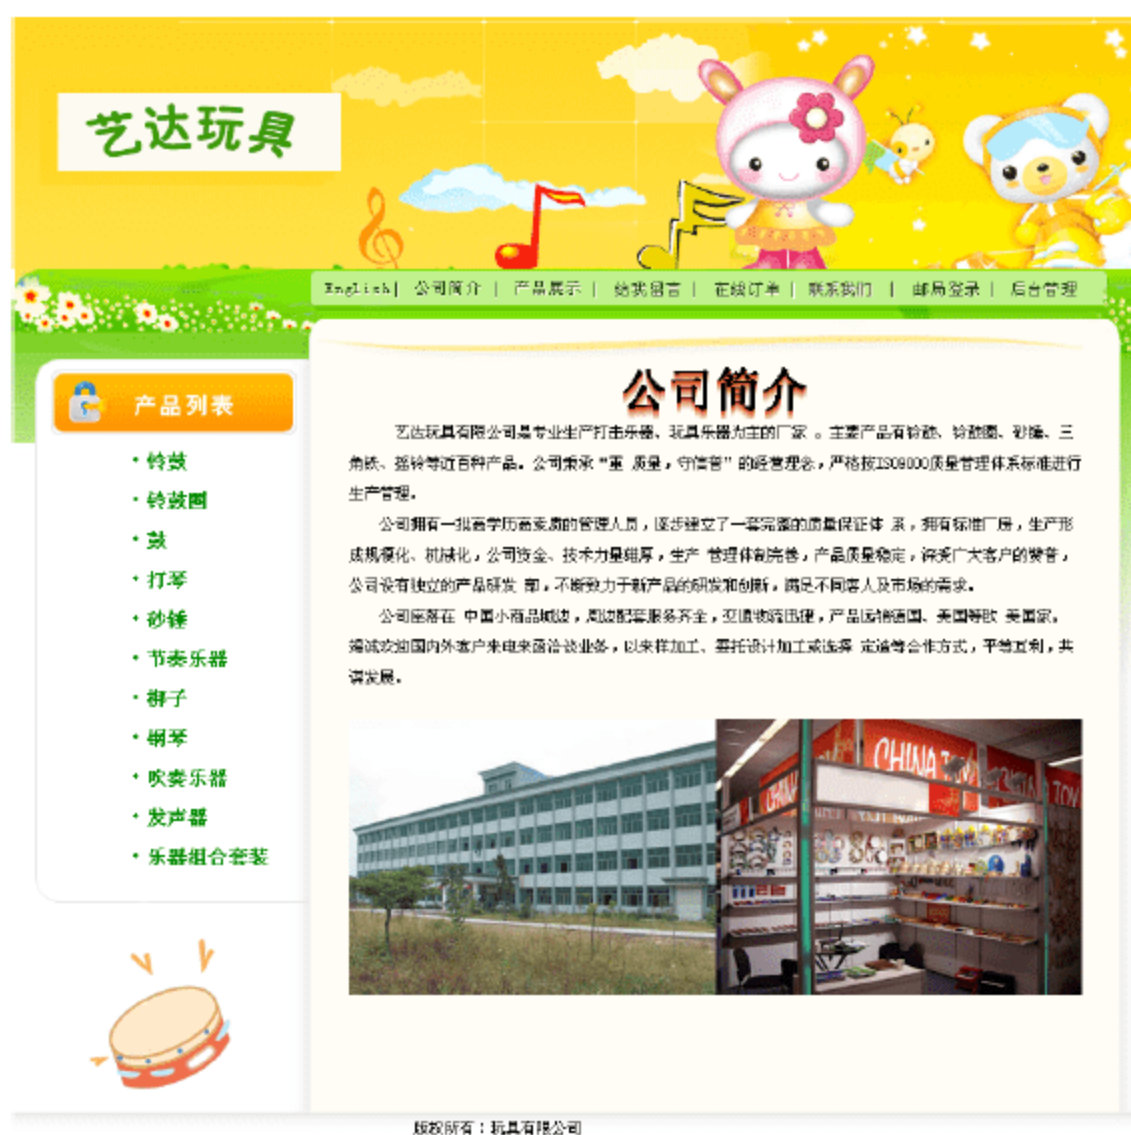 艺达玩具
English| 公司简介 | 产品展示 | 给我留言 | 在线订单 | 联系我们 | 邮局登录 | 后台管理
产品列表
· 铃鼓
· 铃鼓圈
· 鼓
· 打琴
· 砂锤
· 节奏乐器
· 梆子
· 钢琴
· 吹奏乐器
· 发声器
· 乐器组合套装
公司简介
艺达玩具有限公司是专业生产打击乐器、玩具乐器为主的厂家 。主要产品有铃鼓、铃鼓圈、砂锤、三
角铁、摇铃等近百种产品。公司秉承“重 质量，守信誉”的经营理念，严格按ISO9000质量管理体系标准进行
生产管理。
公司拥有一批高学历高素质的管理人员，逐步建立了一套完整的质量保证体 系，拥有标准厂房，生产形
成规模化、机械化，公司资金、技术力量雄厚，生产 管理体制完善，产品质量稳定，深受广大客户的赞誉，
公司设有独立的产品研发 部，不断致力于新产品的研发和创新，满足不同客人及市场的需求。
公司座落在 中国小商品城边，周边配套服务齐全，交通物流迅捷，产品远销德国、美国等欧 美国家。
竭诚欢迎国内外客户来电来函洽谈业务，以来样加工、委托设计加工或选择 定造等合作方式，平等互利，共
谋发展。
CHINA TOY
CHINA TOY
版权所有：玩具有限公司